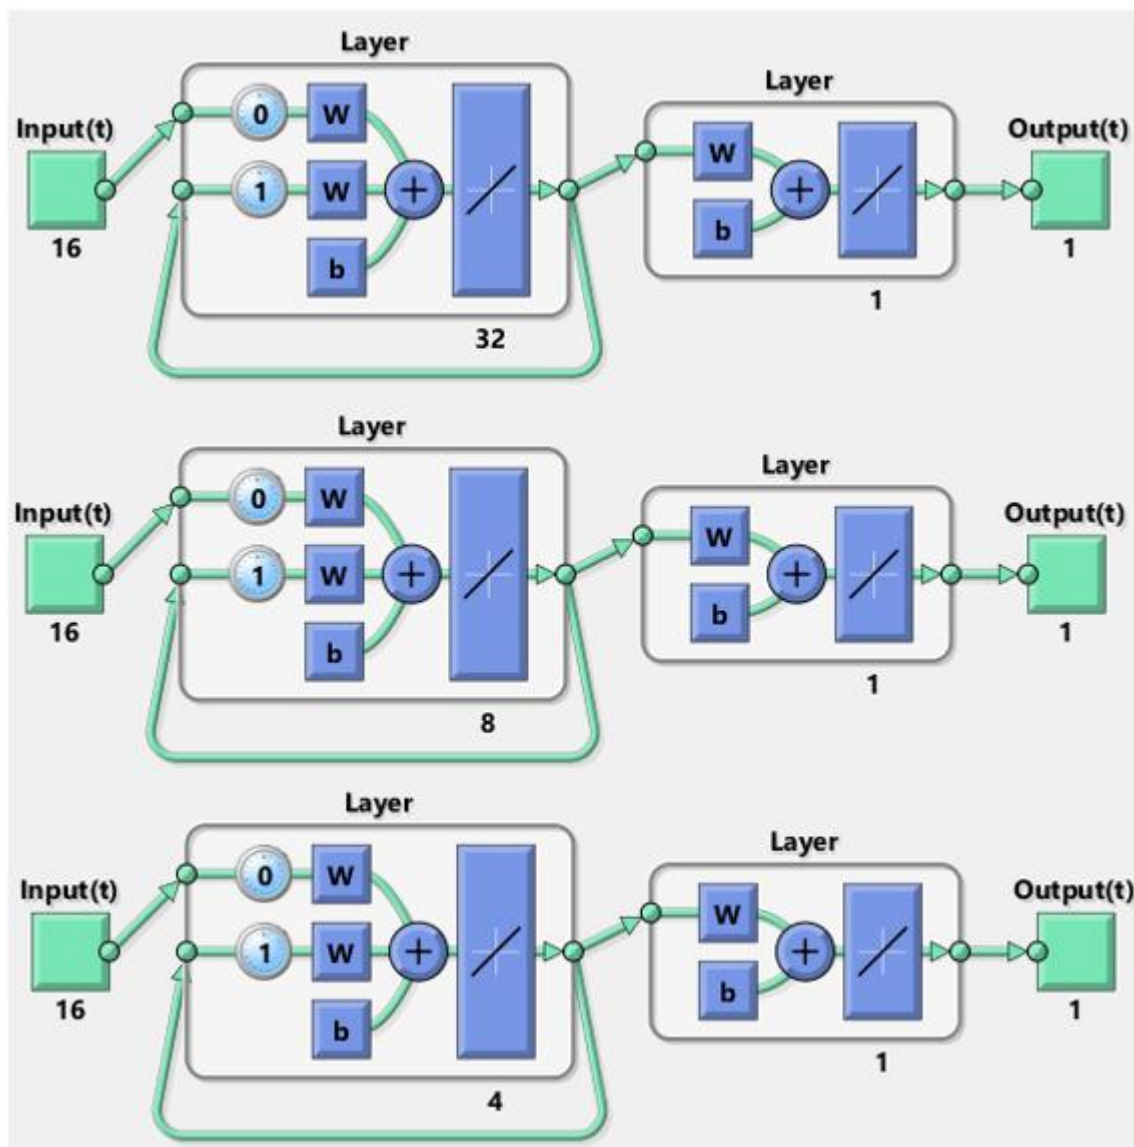 Layer
Layer
Input(t)
0 W
Output(t)
W
1 W
+
+
b
b
16
1
1
32
Layer
Layer
Input(t)
0 W
Output(t)
W
1 W
+
+
b
b
16
1
1
8
Layer
Layer
Input(t)
0 W
Output(t)
W
1 W
+
+
b
b
16
1
1
4